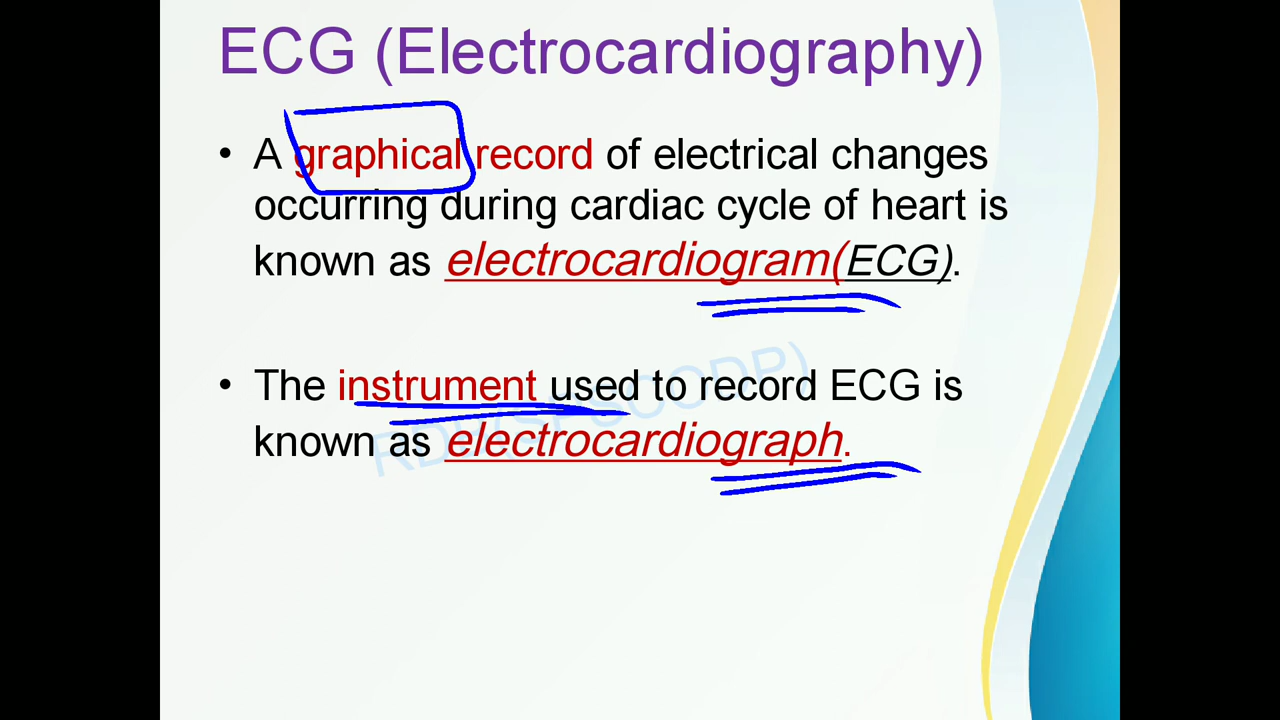 ECG (Electrocardiography)
• A graphical record of electrical changes
occurring during cardiac cycle of heart is
known as electrocardiogram(ECG).
• The instrument used to record ECG is
known as electrocardiograph.